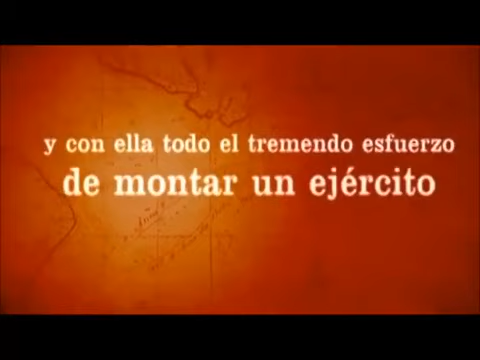 y con ella todo el tremendo esfuerzo
de montar un ejército